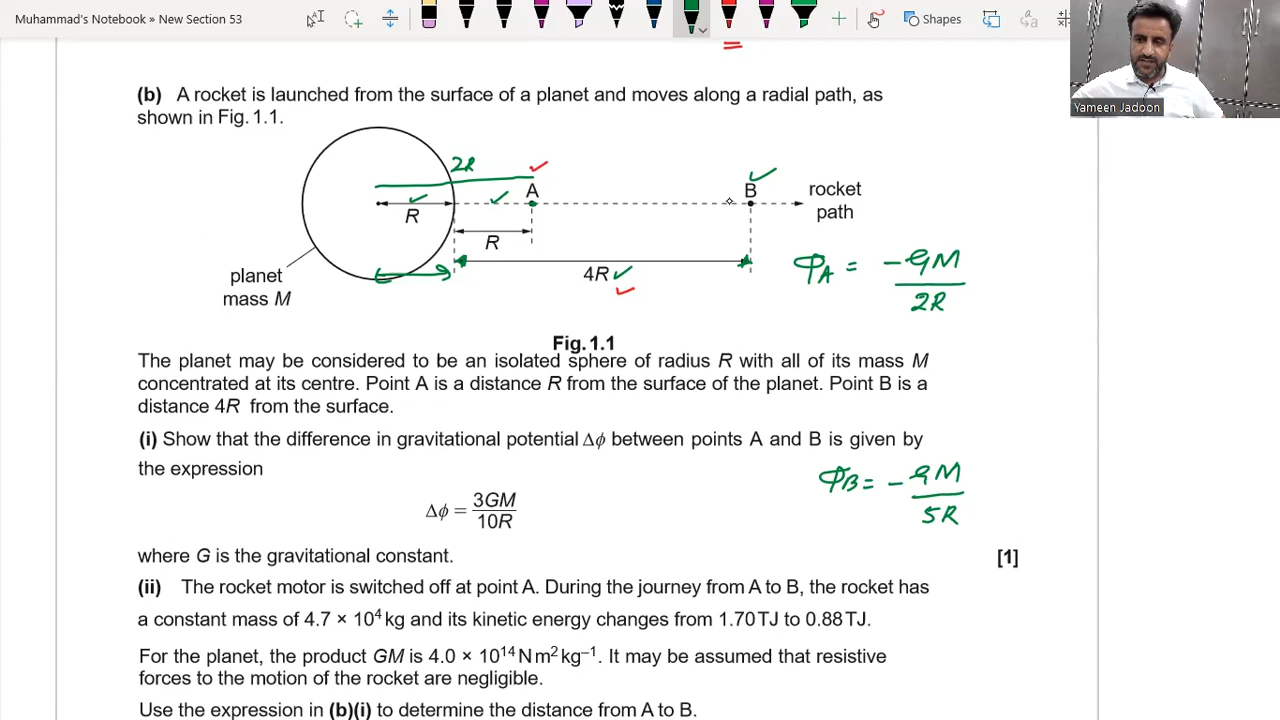 Muhammad's Notebook » New Section 53
Shapes
Yameen Jadoon
(b) A rocket is launched from the surface of a planet and moves along a radial path, as
shown in Fig. 1.1.
2R
A
B
rocket
path
R
R
4R
planet
mass M
φA = -GM
2R
Fig. 1.1
The planet may be considered to be an isolated sphere of radius R with all of its mass M
concentrated at its centre. Point A is a distance R from the surface of the planet. Point B is a
distance 4R from the surface.
(i) Show that the difference in gravitational potential Δϕ between points A and B is given by
the expression
φB = -GM
5R
Δϕ = 3GM
10R
where G is the gravitational constant.
[1]
(ii) The rocket motor is switched off at point A. During the journey from A to B, the rocket has
a constant mass of 4.7 × 10⁴ kg and its kinetic energy changes from 1.70 TJ to 0.88 TJ.
For the planet, the product GM is 4.0 × 10¹⁴ N m² kg⁻¹. It may be assumed that resistive
forces to the motion of the rocket are negligible.
Use the expression in (b)(i) to determine the distance from A to B.